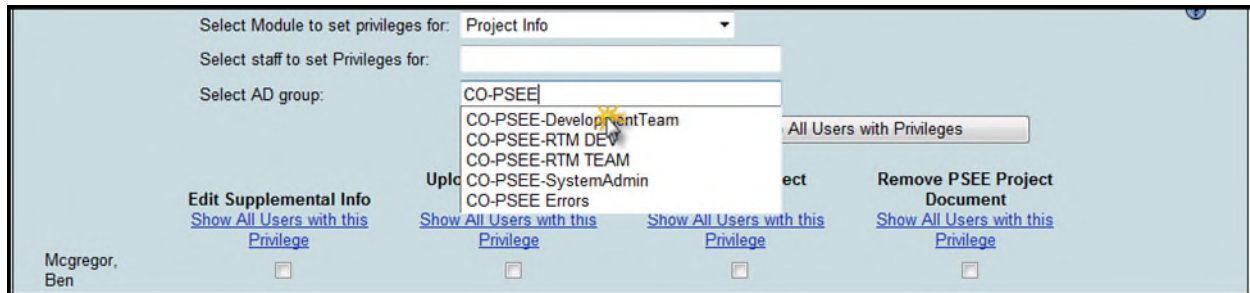 Select Module to set privileges for: Project Info
Select staff to set Privileges for:
Select AD group: CO-PSEE
CO-PSEE-DevelopmentTeam
All Users with Privileges
CO-PSEE-RTM DEV
CO-PSEE-RTM TEAM
CO-PSEE-SystemAdmin
CO-PSEE Errors
Edit Supplemental Info
Show All Users with this
Privilege
Show All Users with this
Privilege
Show All Users with this
Privilege
Remove PSEE Project
Document
Show All Users with this
Privilege
Mcgregor,
Ben